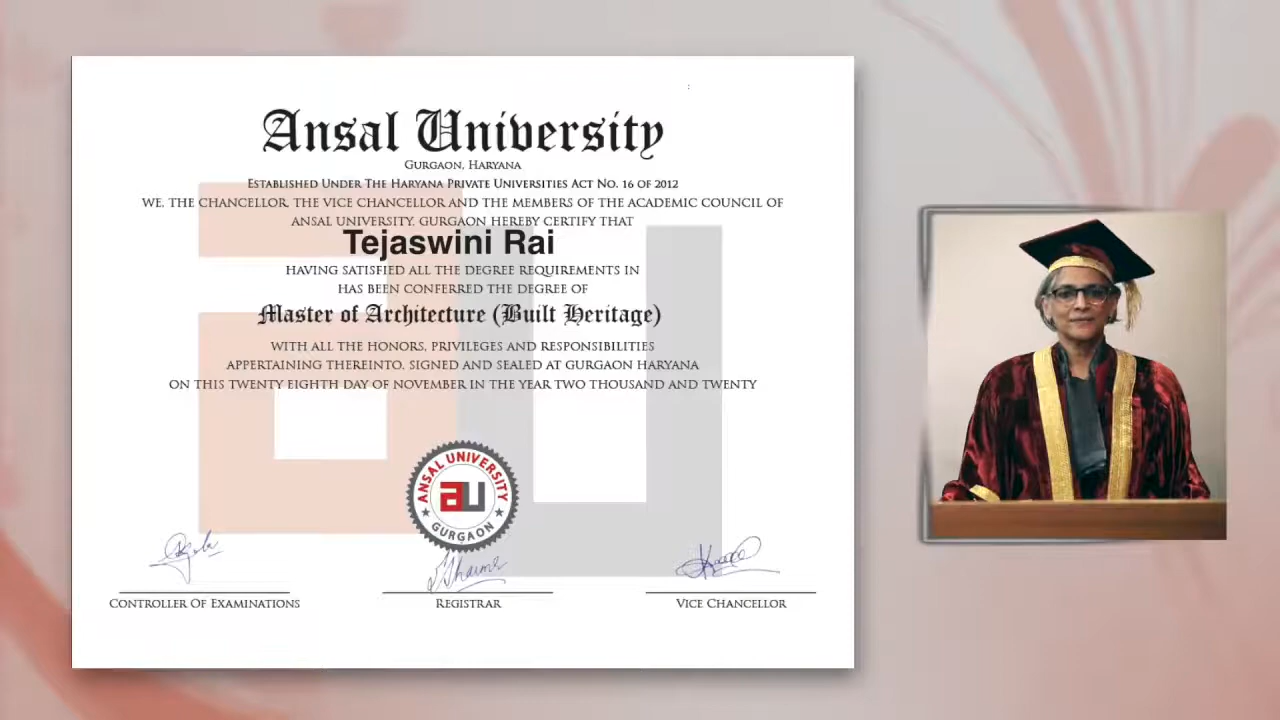 Ansal University
GURGAON, HARYANA
ESTABLISHED UNDER THE HARYANA PRIVATE UNIVERSITIES ACT NO. 16 OF 2012
WE, THE CHANCELLOR, THE VICE CHANCELLOR AND THE MEMBERS OF THE ACADEMIC COUNCIL OF
ANSAL UNIVERSITY, GURGAON HEREBY CERTIFY THAT
Tejaswini Rai
HAVING SATISFIED ALL THE DEGREE REQUIREMENTS IN
HAS BEEN CONFERRED THE DEGREE OF
Master of Architecture (Built Heritage)
WITH ALL THE HONORS, PRIVILEGES AND RESPONSIBILITIES
APPERTAINING THEREINTO, SIGNED AND SEALED AT GURGAON HARYANA
ON THIS TWENTY EIGHTH DAY OF NOVEMBER IN THE YEAR TWO THOUSAND AND TWENTY
ANSAL UNIVERSITY
au
GURGAON
CONTROLLER OF EXAMINATIONS
REGISTRAR
VICE CHANCELLOR